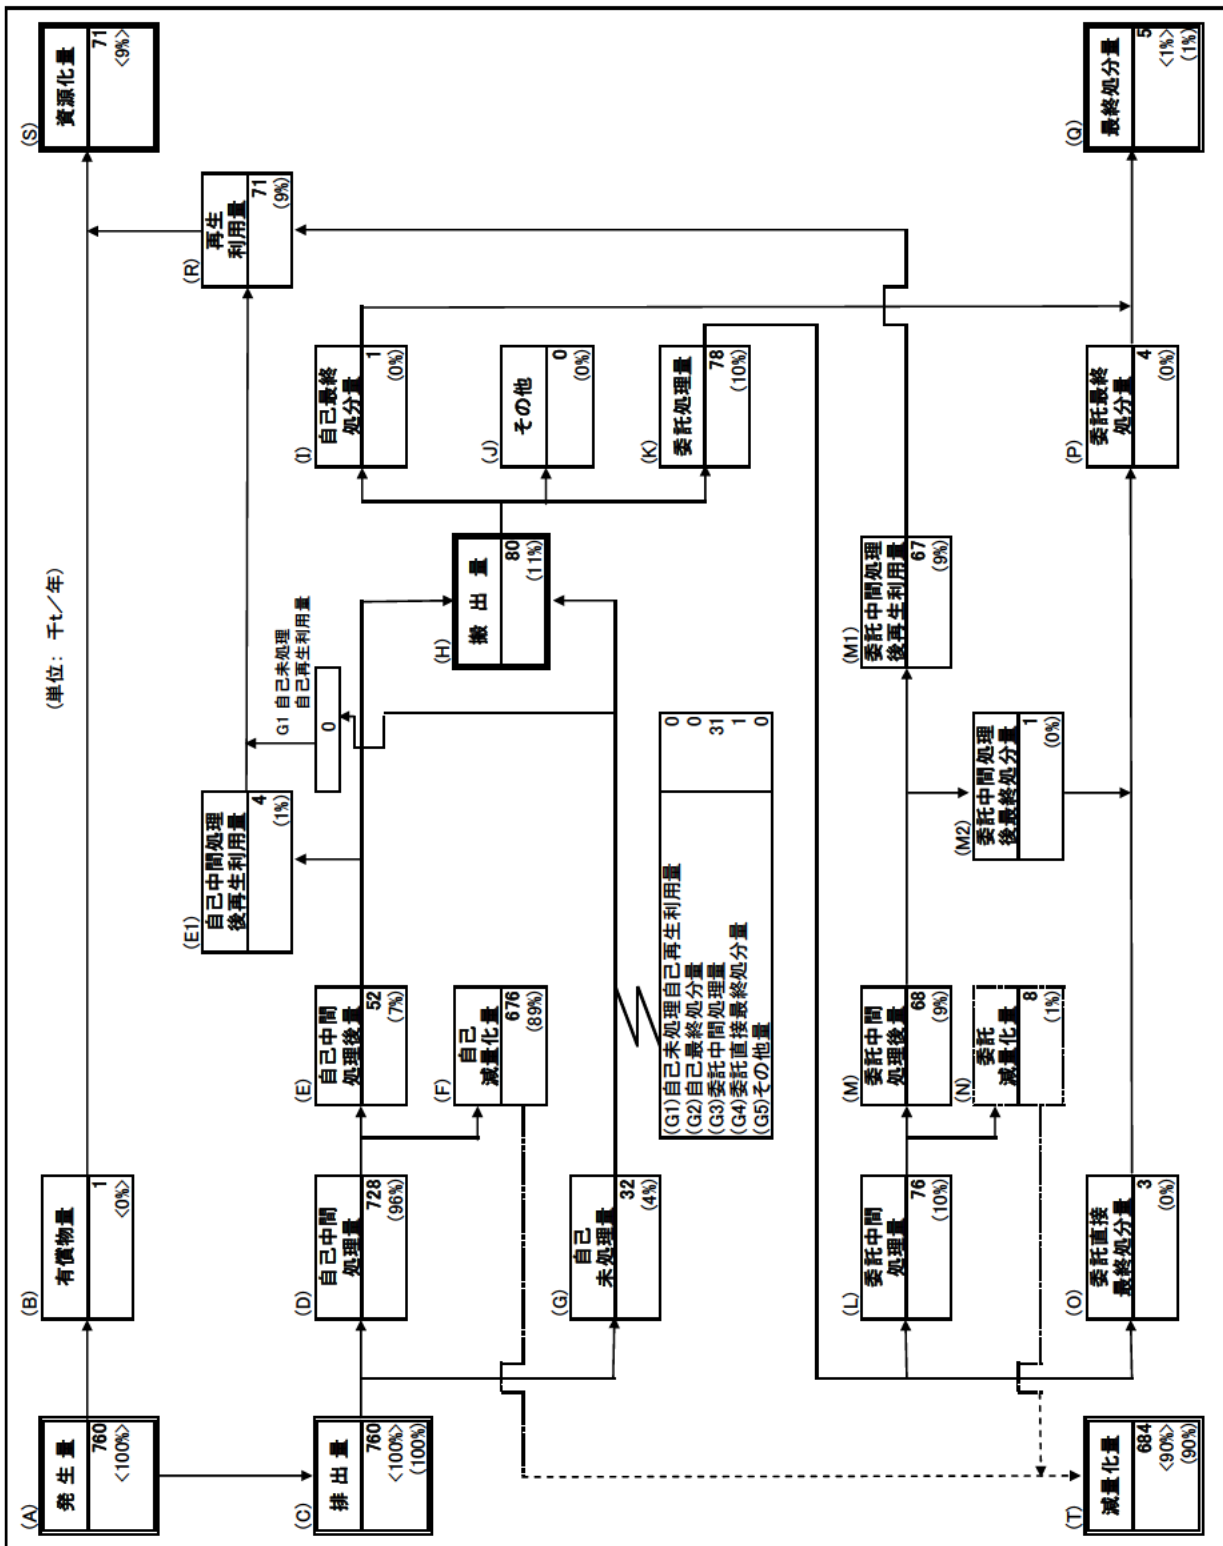 (単位: 千t/年)
(A)
発 生 量
760
<100%>
(B)
有償物量
1
<0%>
(S)
資源化量
71
<9%>
(E1)
自己中間処理
後再生利用量
4
(1%)
G1 自己未処理
自己再生利用量
0
(R)
再生
利用量
71
(9%)
(C)
排 出 量
760
<100%>
(100%)
(D)
自己中間
処理量
728
(96%)
(E)
自己中間
処理後量
52
(7%)
(F)
自己
減量化量
676
(89%)
(G)
自己
未処理量
32
(4%)
(H)
搬 出 量
80
(11%)
(I)
自己最終
処分量
1
(0%)
(J)
その他
0
(0%)
(K)
委託処理量
78
(10%)
(G1)自己未処理自己再生利用量 0
(G2)自己最終処分量 0
(G3)委託中間処理量 31
(G4)委託直接最終処分量 1
(G5)その他量 0
(L)
委託中間
処理量
76
(10%)
(M)
委託中間
処理後量
68
(9%)
(N)
委託
減量化量
8
(1%)
(M1)
委託中間処理
後再生利用量
67
(9%)
(M2)
委託中間処理
後最終処分量
1
(0%)
(O)
委託直接
最終処分量
3
(0%)
(P)
委託最終
処分量
4
(0%)
(Q)
最終処分量
5
<1%>
(1%)
(T)
減量化量
684
<90%>
(90%)